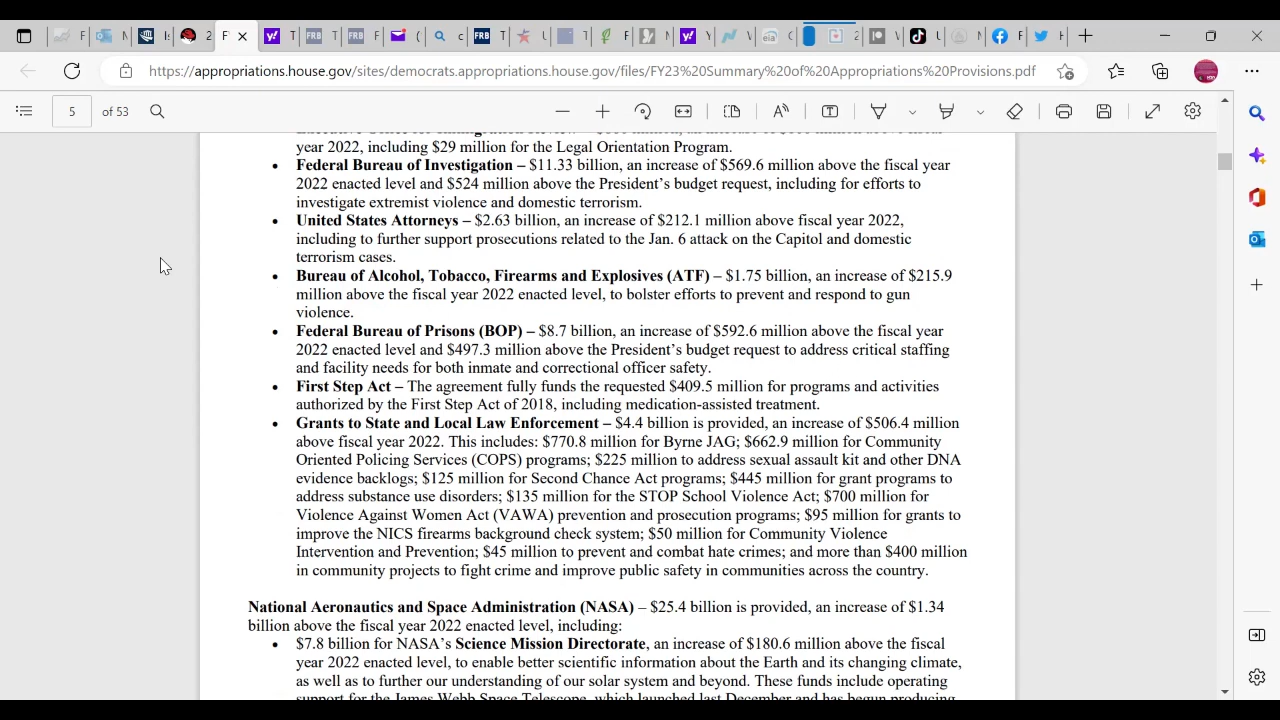 F
N
Is
2
F
T
FRB T
FRB F
(
c
FRB T
U
T
F
N
Y
V
eia C
2
V
U
N
F
H
https://appropriations.house.gov/sites/democrats.appropriations.house.gov/files/FY23%20Summary%20of%20Appropriations%20Provisions.pdf
5 of 53
year 2022, including $29 million for the Legal Orientation Program.
• Federal Bureau of Investigation – $11.33 billion, an increase of $569.6 million above the fiscal year
2022 enacted level and $524 million above the President’s budget request, including for efforts to
investigate extremist violence and domestic terrorism.
• United States Attorneys – $2.63 billion, an increase of $212.1 million above fiscal year 2022,
including to further support prosecutions related to the Jan. 6 attack on the Capitol and domestic
terrorism cases.
• Bureau of Alcohol, Tobacco, Firearms and Explosives (ATF) – $1.75 billion, an increase of $215.9
million above the fiscal year 2022 enacted level, to bolster efforts to prevent and respond to gun
violence.
• Federal Bureau of Prisons (BOP) – $8.7 billion, an increase of $592.6 million above the fiscal year
2022 enacted level and $497.3 million above the President’s budget request to address critical staffing
and facility needs for both inmate and correctional officer safety.
• First Step Act – The agreement fully funds the requested $409.5 million for programs and activities
authorized by the First Step Act of 2018, including medication-assisted treatment.
• Grants to State and Local Law Enforcement – $4.4 billion is provided, an increase of $506.4 million
above fiscal year 2022. This includes: $770.8 million for Byrne JAG; $662.9 million for Community
Oriented Policing Services (COPS) programs; $225 million to address sexual assault kit and other DNA
evidence backlogs; $125 million for Second Chance Act programs; $445 million for grant programs to
address substance use disorders; $135 million for the STOP School Violence Act; $700 million for
Violence Against Women Act (VAWA) prevention and prosecution programs; $95 million for grants to
improve the NICS firearms background check system; $50 million for Community Violence
Intervention and Prevention; $45 million to prevent and combat hate crimes; and more than $400 million
in community projects to fight crime and improve public safety in communities across the country.
National Aeronautics and Space Administration (NASA) – $25.4 billion is provided, an increase of $1.34
billion above the fiscal year 2022 enacted level, including:
• $7.8 billion for NASA’s Science Mission Directorate, an increase of $180.6 million above the fiscal
year 2022 enacted level, to enable better scientific information about the Earth and its changing climate,
as well as to further our understanding of our solar system and beyond. These funds include operating
support for the James Webb Space Telescope, which launched last December and has begun producing